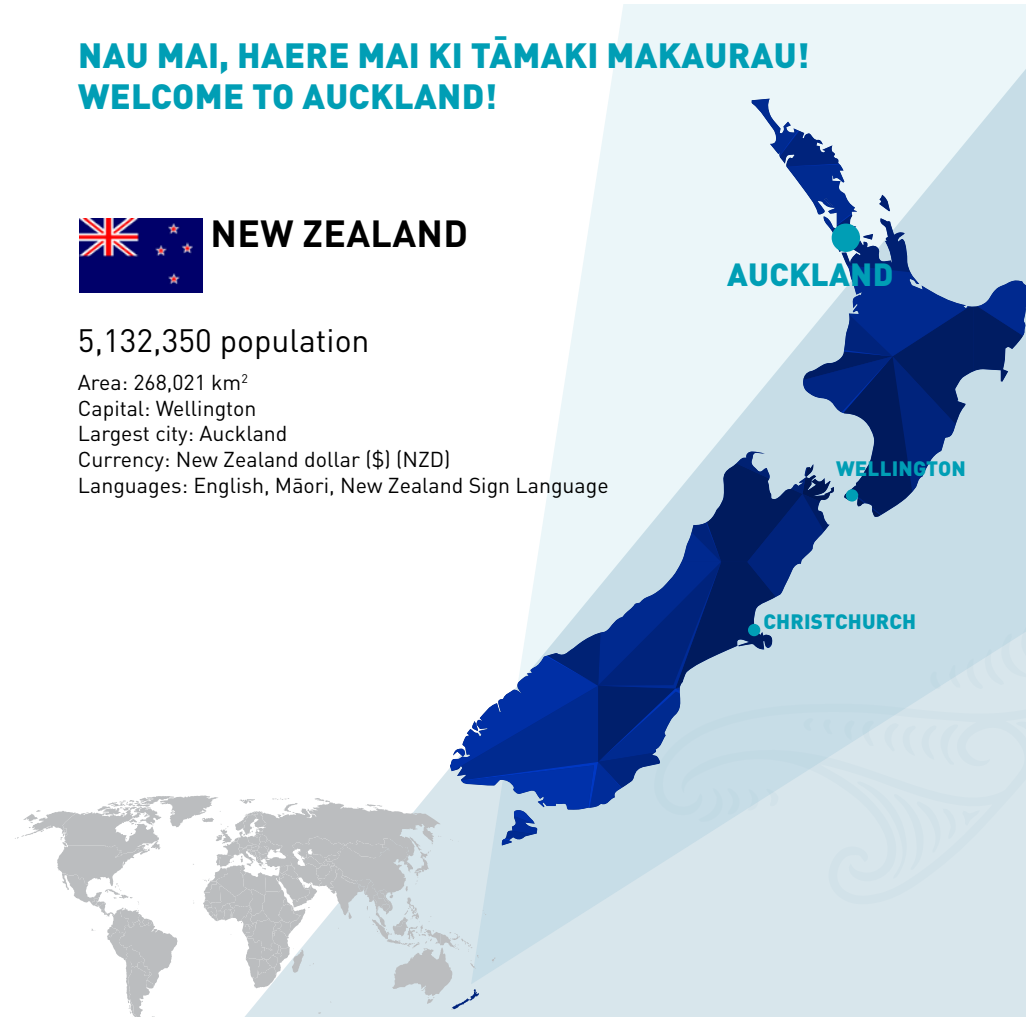 NAU MAI, HAERE MAI KI TĀMAKI MAKAURAU!
WELCOME TO AUCKLAND!
NEW ZEALAND
5,132,350 population
Area: 268,021 km²
Capital: Wellington
Largest city: Auckland
Currency: New Zealand dollar ($) (NZD)
Languages: English, Māori, New Zealand Sign Language
AUCKLAND
WELLINGTON
CHRISTCHURCH